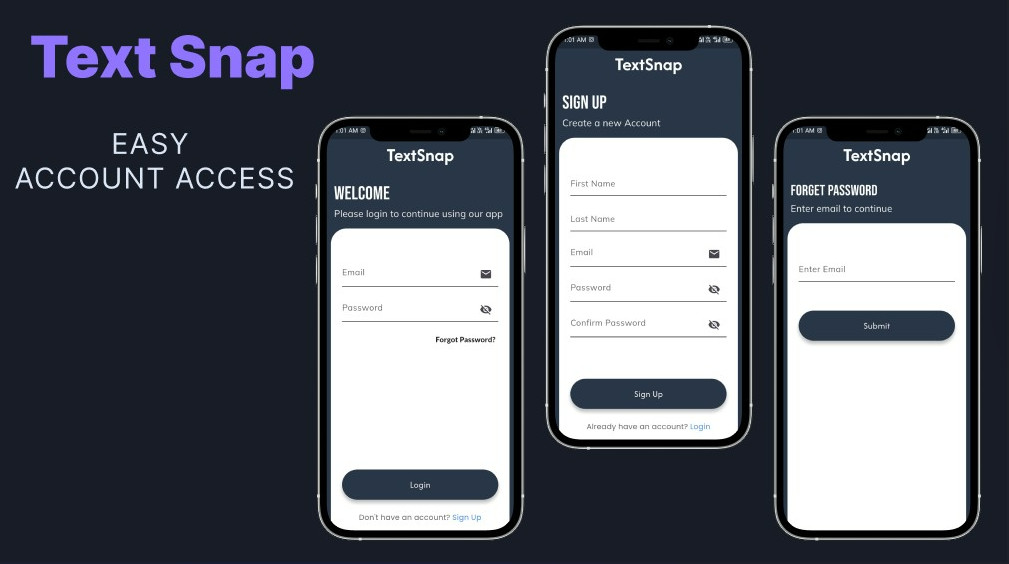 Text Snap
EASY
ACCOUNT ACCESS
:01 AM
TextSnap
WELCOME
Please login to continue using our app
Email
Password
Forgot Password?
Login
Don't have an account? Sign Up
:01 AM
TextSnap
SIGN UP
Create a new Account
First Name
Last Name
Email
Password
Confirm Password
Sign Up
Already have an account? Login
:01 AM
TextSnap
FORGET PASSWORD
Enter email to continue
Enter Email
Submit